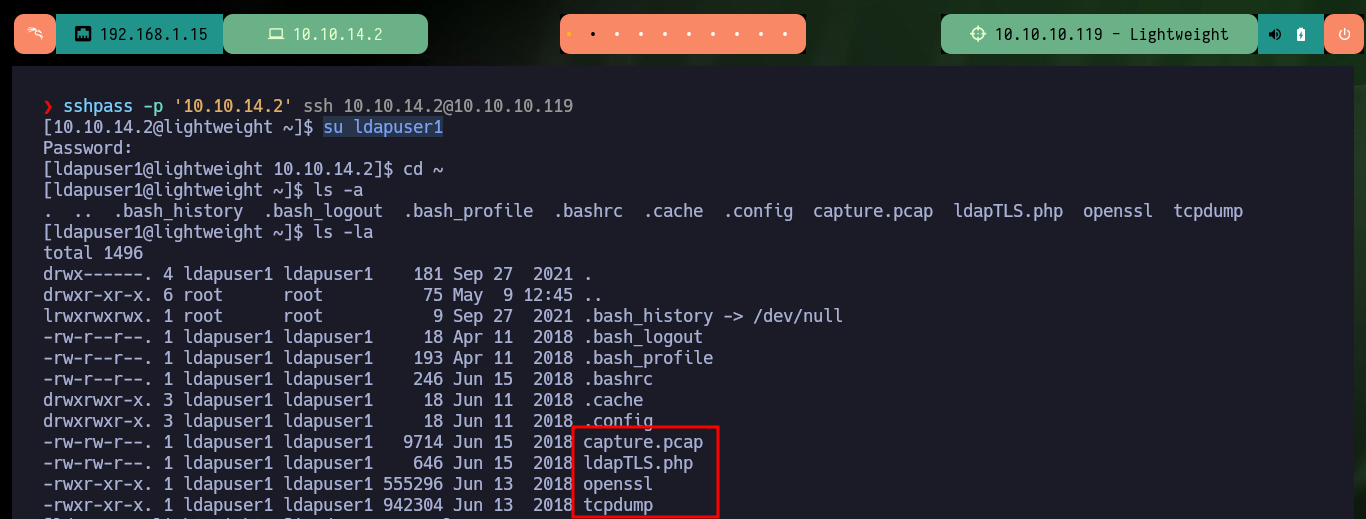 192.168.1.15 10.10.14.2 10.10.10.119 - Lightweight
❯ sshpass -p '10.10.14.2' ssh 10.10.14.2@10.10.10.119
[10.10.14.2@lightweight ~]$ su ldapuser1
Password:
[ldapuser1@lightweight 10.10.14.2]$ cd ~
[ldapuser1@lightweight ~]$ ls -a
.  ..  .bash_history  .bash_logout  .bash_profile  .bashrc  .cache  .config  capture.pcap  ldapTLS.php  openssl  tcpdump
[ldapuser1@lightweight ~]$ ls -la
total 1496
drwx------. 4 ldapuser1 ldapuser1    181 Sep 27  2021 .
drwxr-xr-x. 6 root      root          75 May  9 12:45 ..
lrwxrwxrwx. 1 root      root           9 Sep 27  2021 .bash_history -> /dev/null
-rw-r--r--. 1 ldapuser1 ldapuser1     18 Apr 11  2018 .bash_logout
-rw-r--r--. 1 ldapuser1 ldapuser1    193 Apr 11  2018 .bash_profile
-rw-r--r--. 1 ldapuser1 ldapuser1    246 Jun 15  2018 .bashrc
drwxrwxr-x. 3 ldapuser1 ldapuser1     18 Jun 11  2018 .cache
drwxrwxr-x. 3 ldapuser1 ldapuser1     18 Jun 11  2018 .config
-rw-rw-r--. 1 ldapuser1 ldapuser1   9714 Jun 15  2018 capture.pcap
-rw-rw-r--. 1 ldapuser1 ldapuser1    646 Jun 15  2018 ldapTLS.php
-rwxr-xr-x. 1 ldapuser1 ldapuser1 555296 Jun 13  2018 openssl
-rwxr-xr-x. 1 ldapuser1 ldapuser1 942304 Jun 13  2018 tcpdump